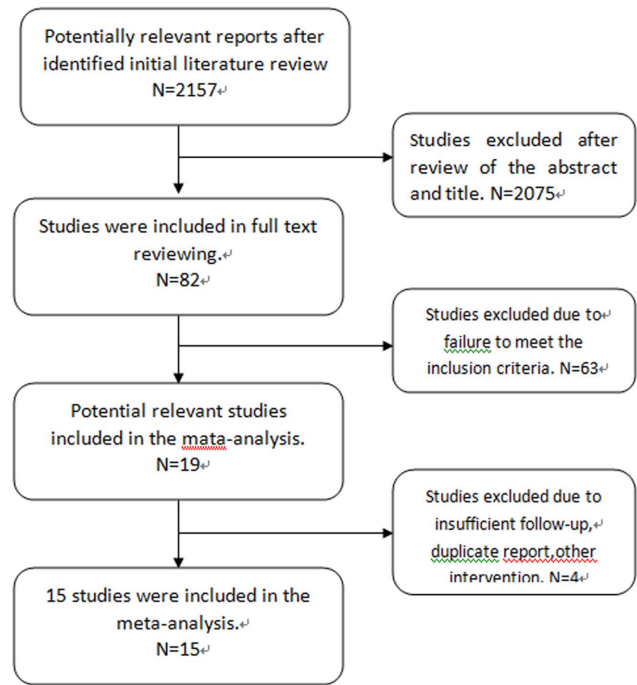 Potentially relevant reports after
identified initial literature review
N=2157↵
Studies excluded after
review of the abstract
and title. N=2075↵
Studies were included in full text
reviewing.↵
N=82↵
Studies excluded due to↵
failure to meet the
inclusion criteria. N=63↵
Potential relevant studies
included in the mata-analysis.
N=19↵
Studies excluded due to
insufficient follow-up,↵
duplicate report,other
intervention. N=4↵
15 studies were included in the
meta-analysis.↵
N=15↵